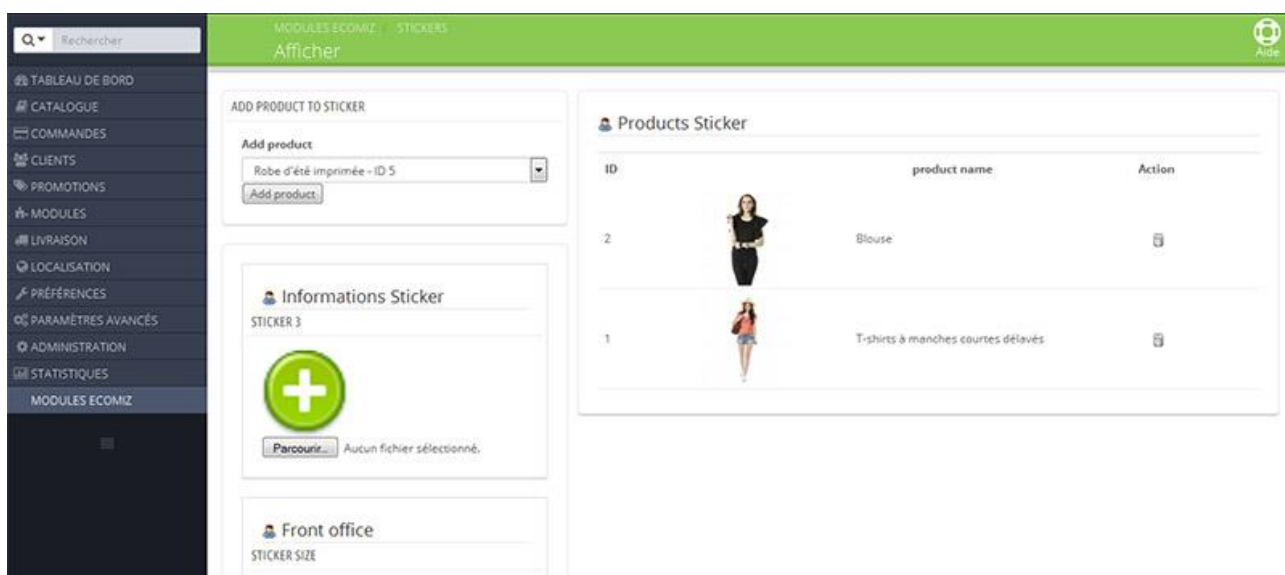 Rechercher
MODULES ECOMIZ / STICKERS
Afficher
Aide
TABLEAU DE BORD
CATALOGUE
COMMANDES
CLIENTS
PROMOTIONS
MODULES
LIVRAISON
LOCALISATION
PRÉFÉRENCES
PARAMÈTRES AVANCÉS
ADMINISTRATION
STATISTIQUES
MODULES ECOMIZ
ADD PRODUCT TO STICKER
Add product
Robe d'été imprimée - ID 5
Add product
Informations Sticker
STICKER 3
Parcourir... Aucun fichier sélectionné.
Front office
STICKER SIZE
Products Sticker
ID product name Action
2 Blouse
1 T-shirts à manches courtes délavés